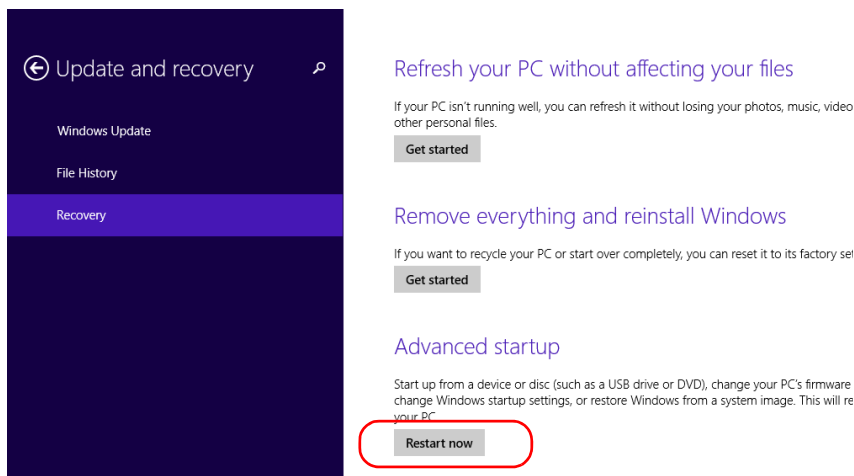 Update and recovery
Windows Update
File History
Recovery
Refresh your PC without affecting your files
If your PC isn't running well, you can refresh it without losing your photos, music, video
other personal files.
Get started
Remove everything and reinstall Windows
If you want to recycle your PC or start over completely, you can reset it to its factory
Get started
Advanced startup
Start up from a device or disc (such as a USB drive or DVD), change your PC's firmware
change Windows startup settings, or restore Windows from a system image. This will
your PC
Restart now